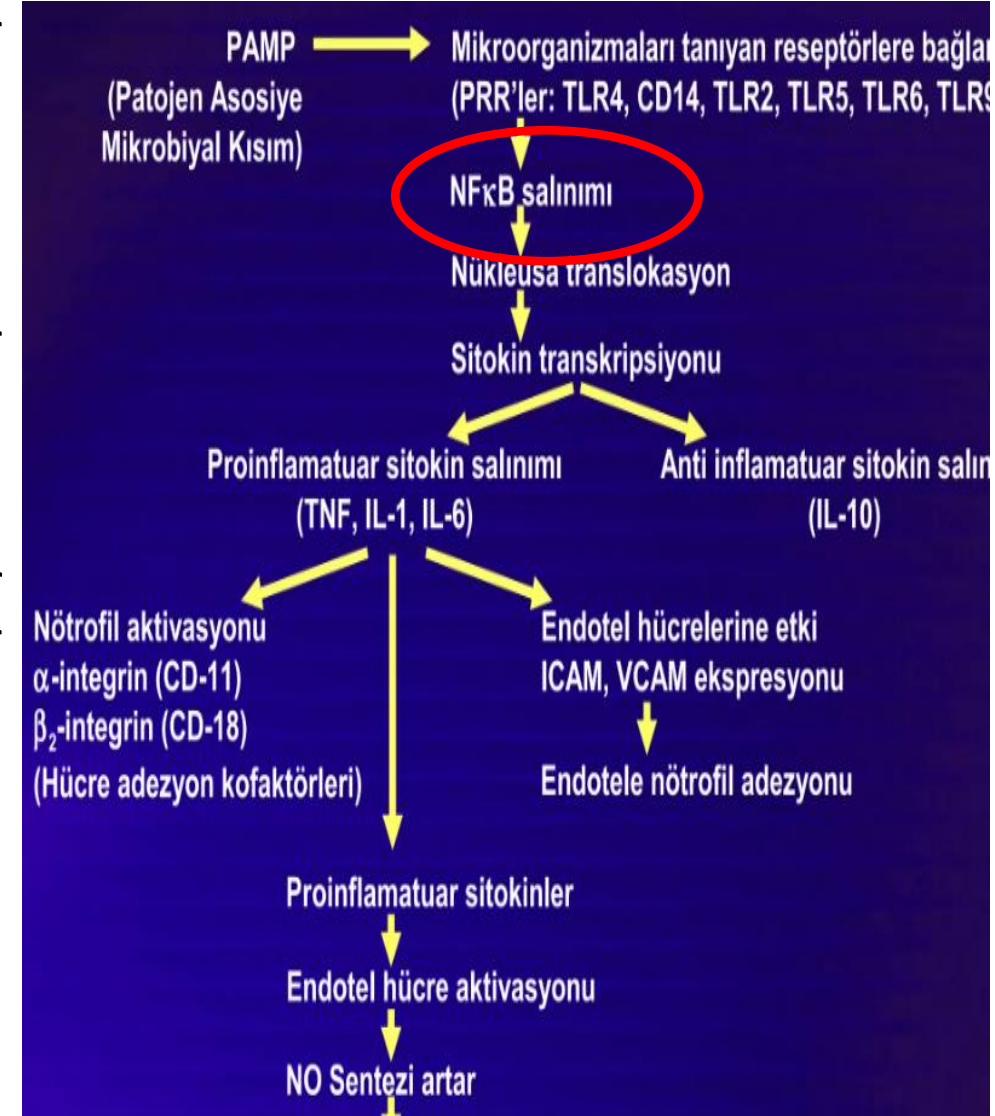 PAMP
(Patojen Asosiye
Mikrobiyal Kısım)
Mikroorganizmaları tanıyan reseptörlere bağlan
(PRR'ler: TLR4, CD14, TLR2, TLR5, TLR6, TLR9
NFκB salınımı
Nükleusa translokasyon
Sitokin transkripsiyonu
Proinflamatuar sitokin salınımı
(TNF, IL-1, IL-6)
Anti inflamatuar sitokin salın
(IL-10)
Nötrofil aktivasyonu
α-integrin (CD-11)
β₂-integrin (CD-18)
(Hücre adezyon kofaktörleri)
Endotel hücrelerine etki
ICAM, VCAM ekspresyonu
Endotele nötrofil adezyonu
Proinflamatuar sitokinler
Endotel hücre aktivasyonu
NO Sentezi artar